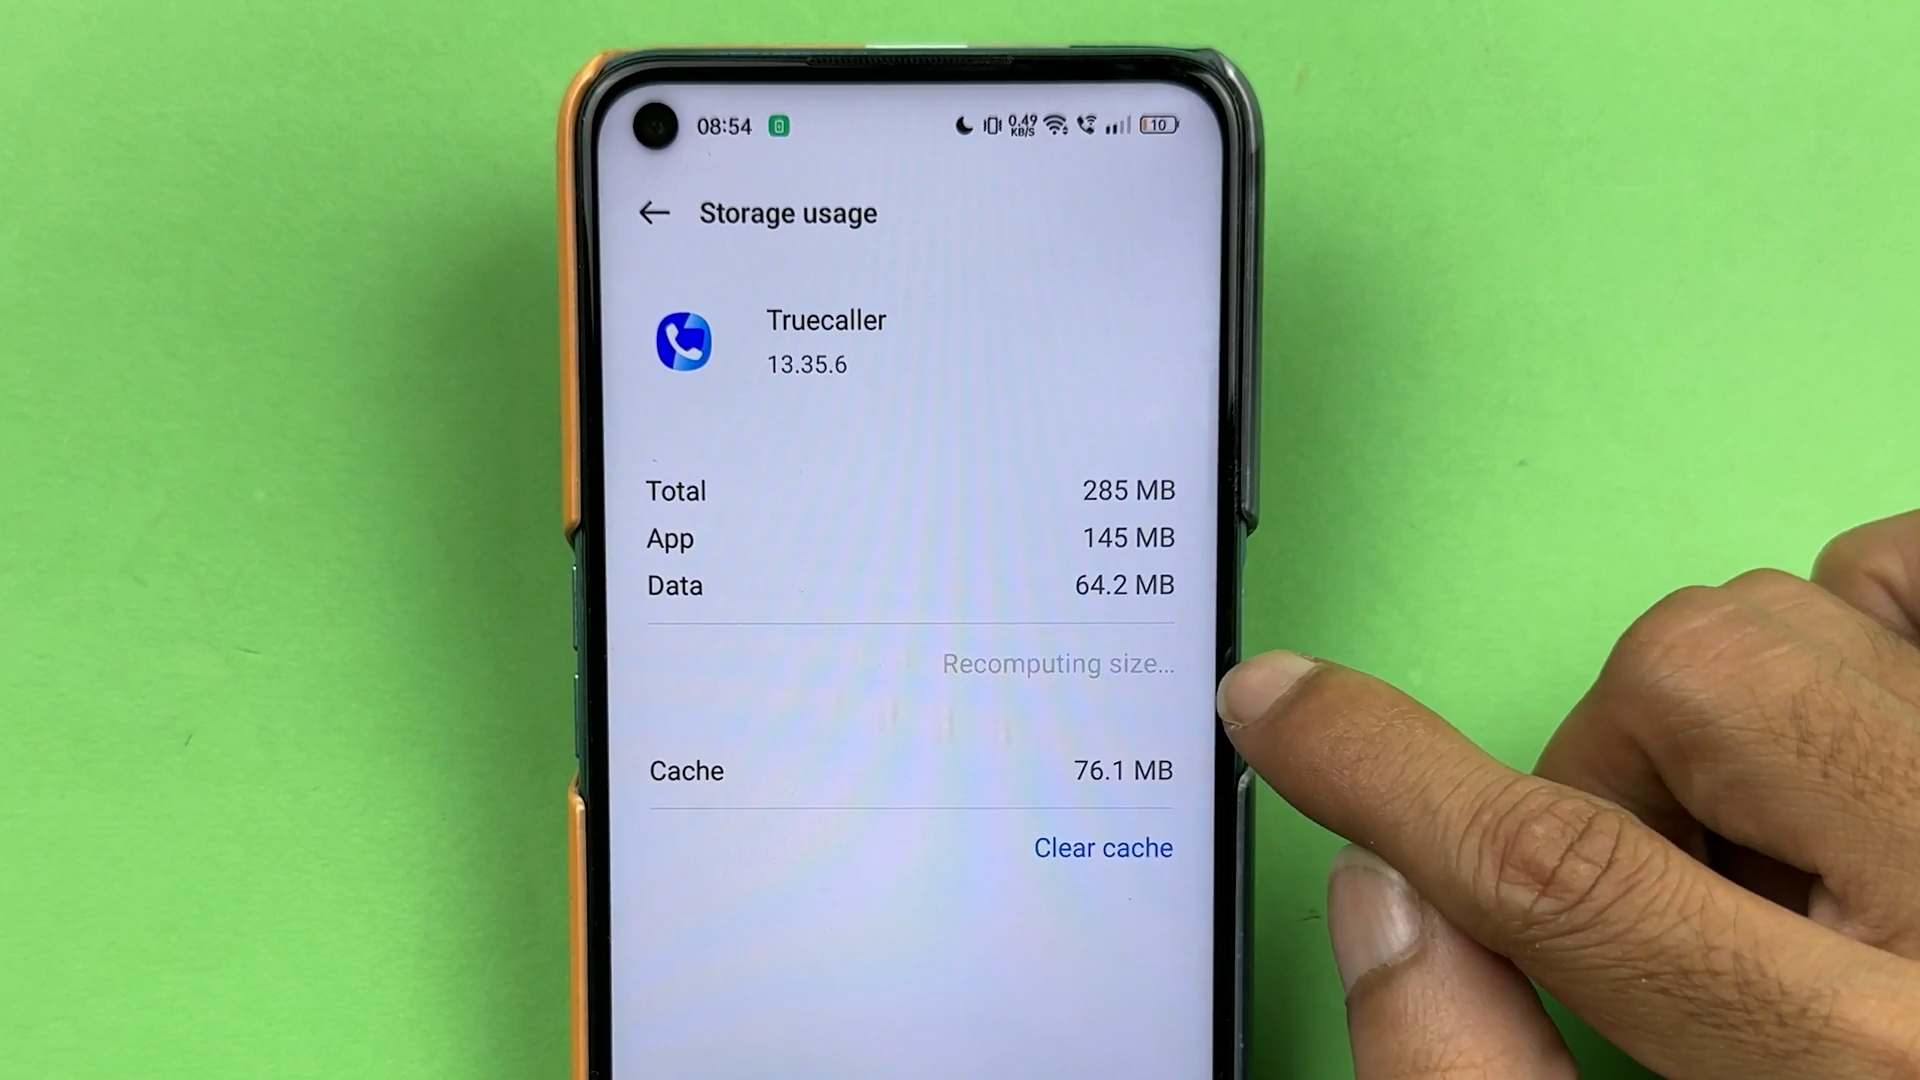 08:54 0.49 KB/S 10
Storage usage
Truecaller
13.35.6
Total 285 MB
App 145 MB
Data 64.2 MB
Recomputing size...
Cache 76.1 MB
Clear cache